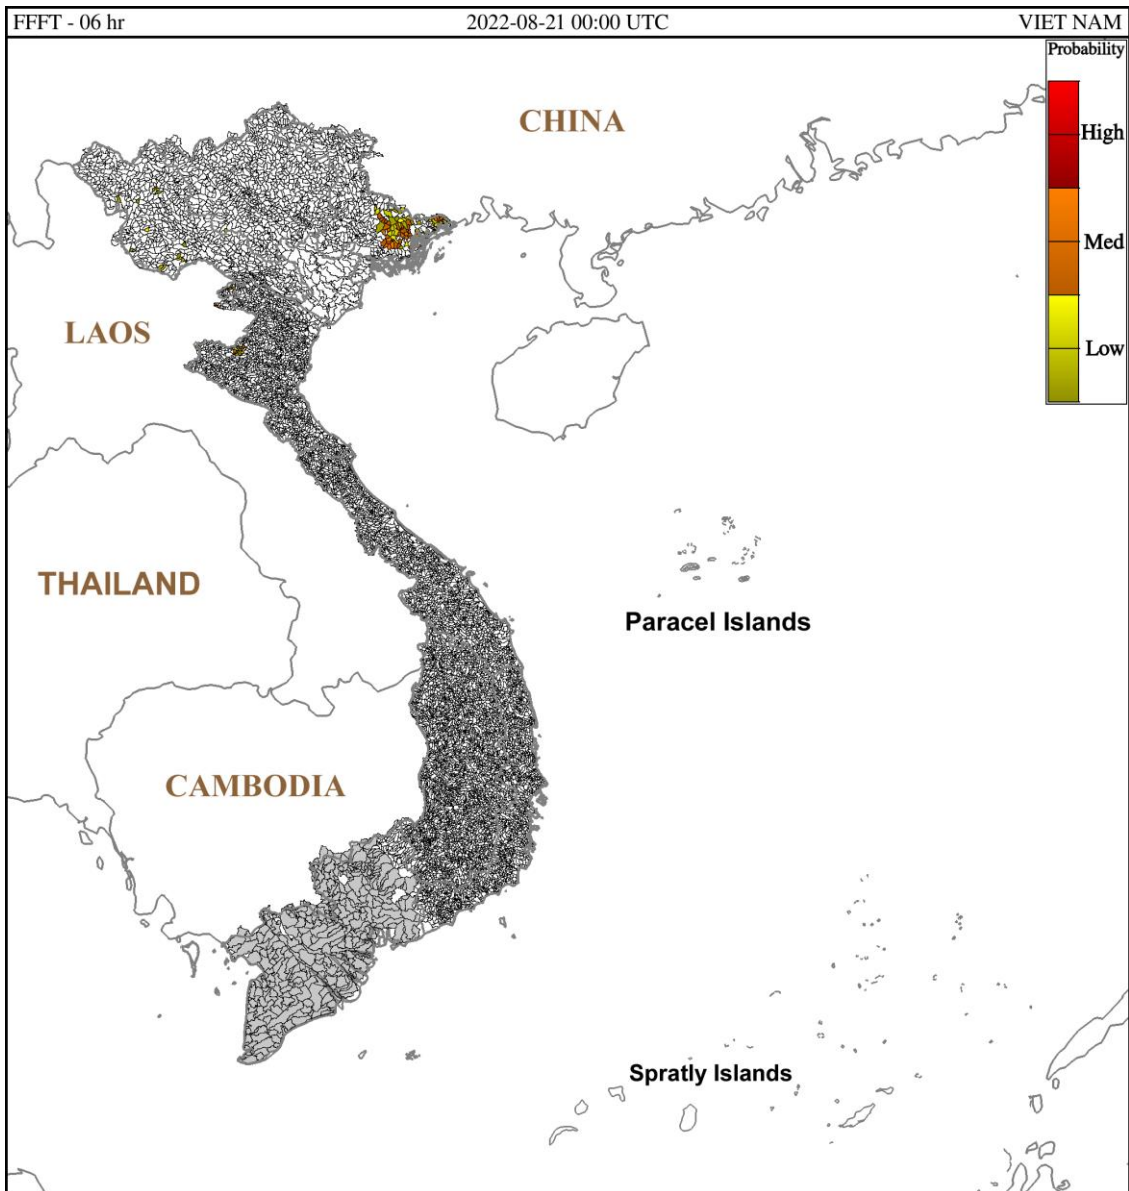 FFFT - 06 hr
2022-08-21 00:00 UTC
VIET NAM
Probability
High
Med
Low
CHINA
LAOS
THAILAND
Paracel Islands
CAMBODIA
Spratly Islands